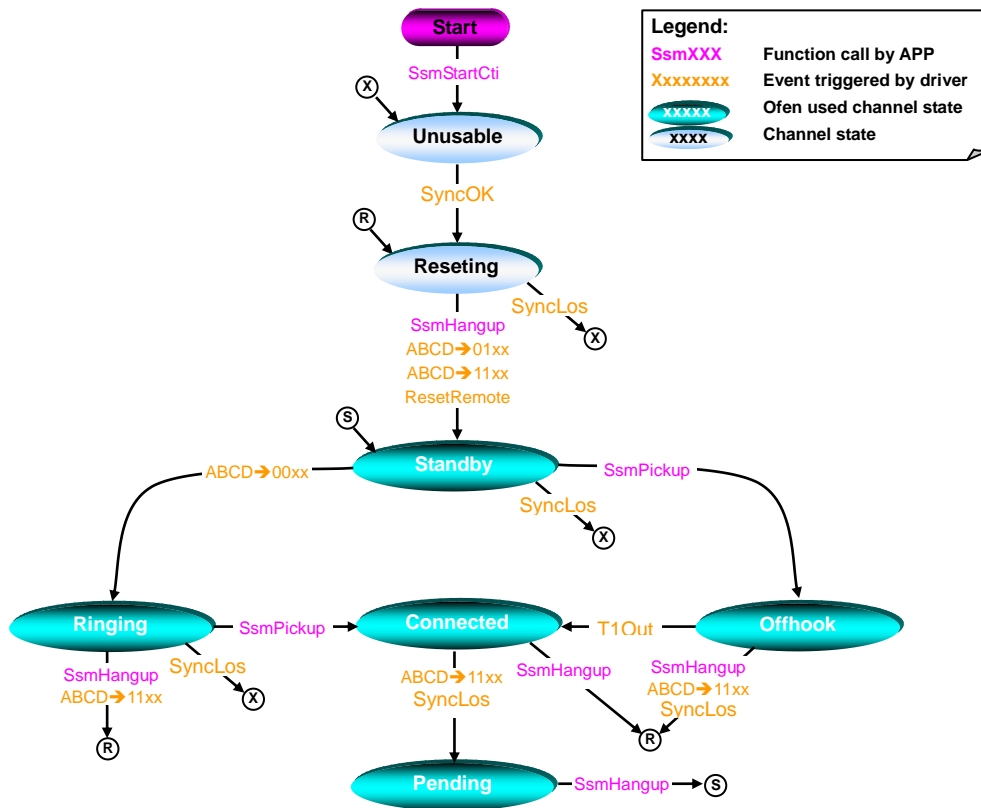 Start
Legend:
SsmXXX Function call by APP
Xxxxxxxx Event triggered by driver
xxxxx Ofen used channel state
xxxx Channel state
SsmStartCti
X
Unusable
SyncOK
R
Reseting
SyncLos
X
SsmHangup
ABCD➔01xx
ABCD➔11xx
ResetRemote
S
Standby
ABCD➔00xx
SsmPickup
SyncLos
X
Ringing
SsmPickup
Connected
T1Out
Offhook
SsmHangup
ABCD➔11xx
SyncLos
X
R
ABCD➔11xx
SyncLos
SsmHangup
SsmHangup
ABCD➔11xx
SyncLos
R
Pending
SsmHangup
S